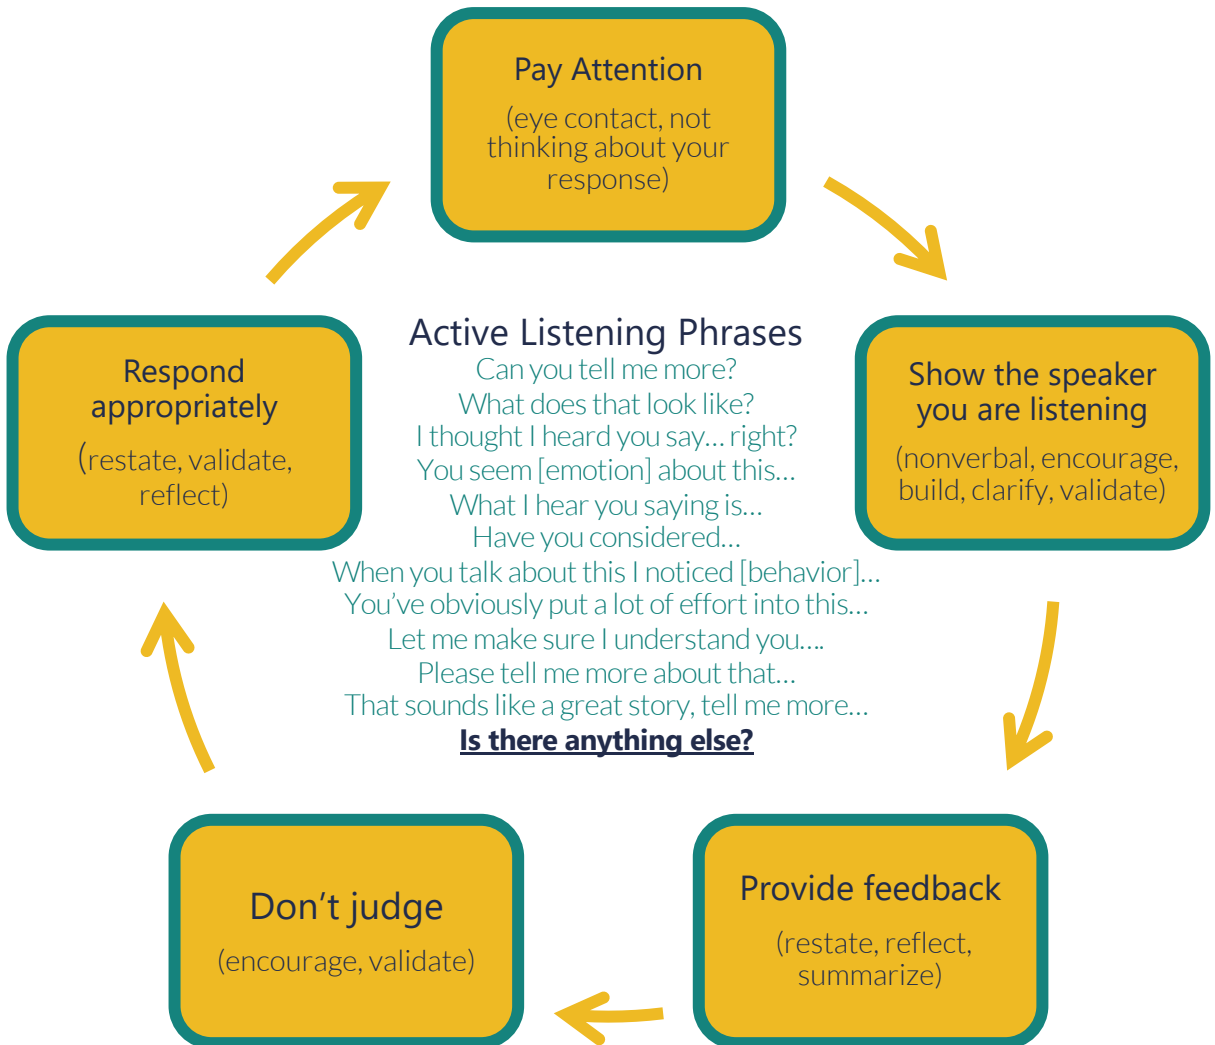 Pay Attention
(eye contact, not
thinking about your
response)
Show the speaker
you are listening
(nonverbal, encourage,
build, clarify, validate)
Provide feedback
(restate, reflect,
summarize)
Don’t judge
(encourage, validate)
Respond
appropriately
(restate, validate,
reflect)
Active Listening Phrases
Can you tell me more?
What does that look like?
I thought I heard you say… right?
You seem [emotion] about this…
What I hear you saying is…
Have you considered…
When you talk about this I noticed [behavior]…
You’ve obviously put a lot of effort into this…
Let me make sure I understand you….
Please tell me more about that…
That sounds like a great story, tell me more…
Is there anything else?